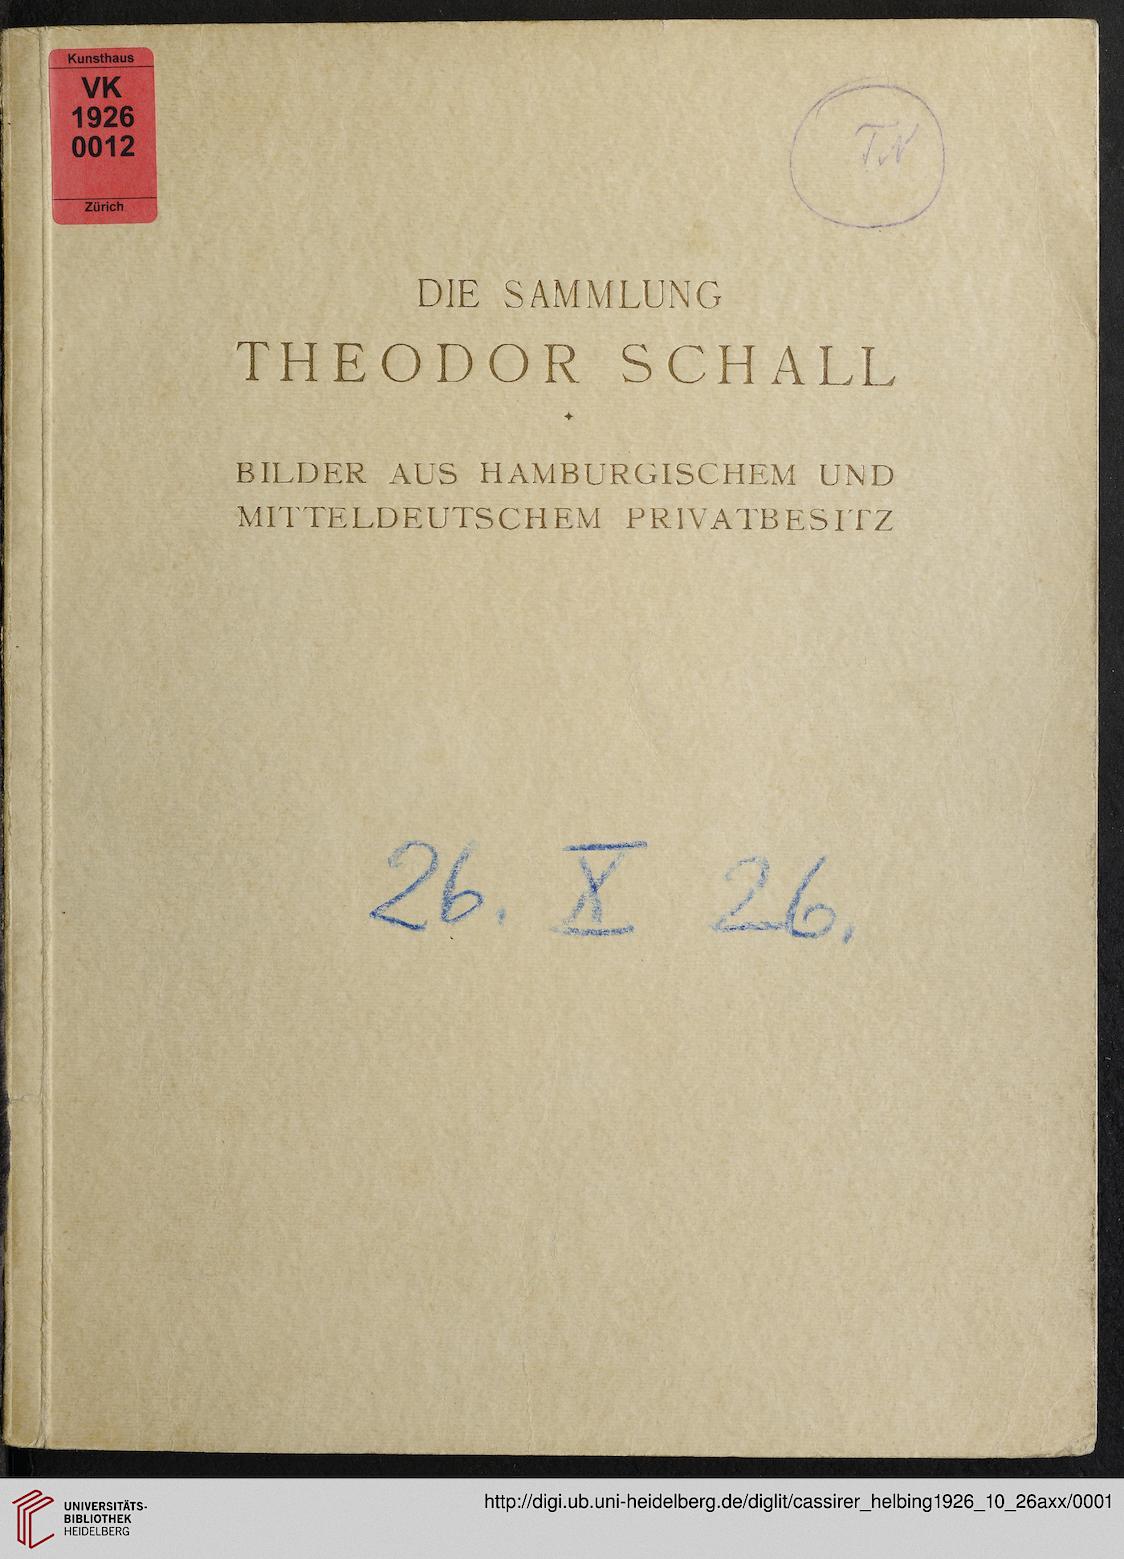 Kunsthaus
VK
1926
0012
Zürich
DIE SAMMLUNG
THEODOR SCHALL
BILDER AUS HAMBURGISCHEM UND
MITTELDEUTSCHEM PRIVATBESITZ
26. X 26.
UNIVERSITÄTS-
BIBLIOTHEK
HEIDELBERG
http://digi.ub.uni-heidelberg.de/diglit/cassirer_helbing1926_10_26axx/0001